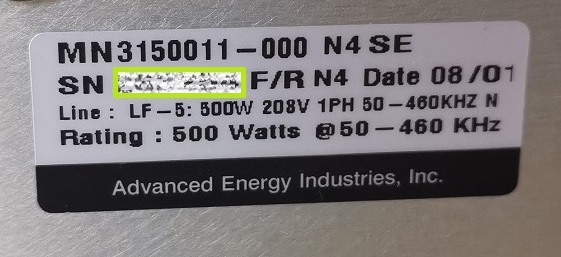 MN3150011-000 N4 SE
SN F/R N4 Date 08/01
Line : LF-5: 500W 208V 1PH 50-460KHZ N
Rating : 500 Watts @50-460 KHz
Advanced Energy Industries, Inc.